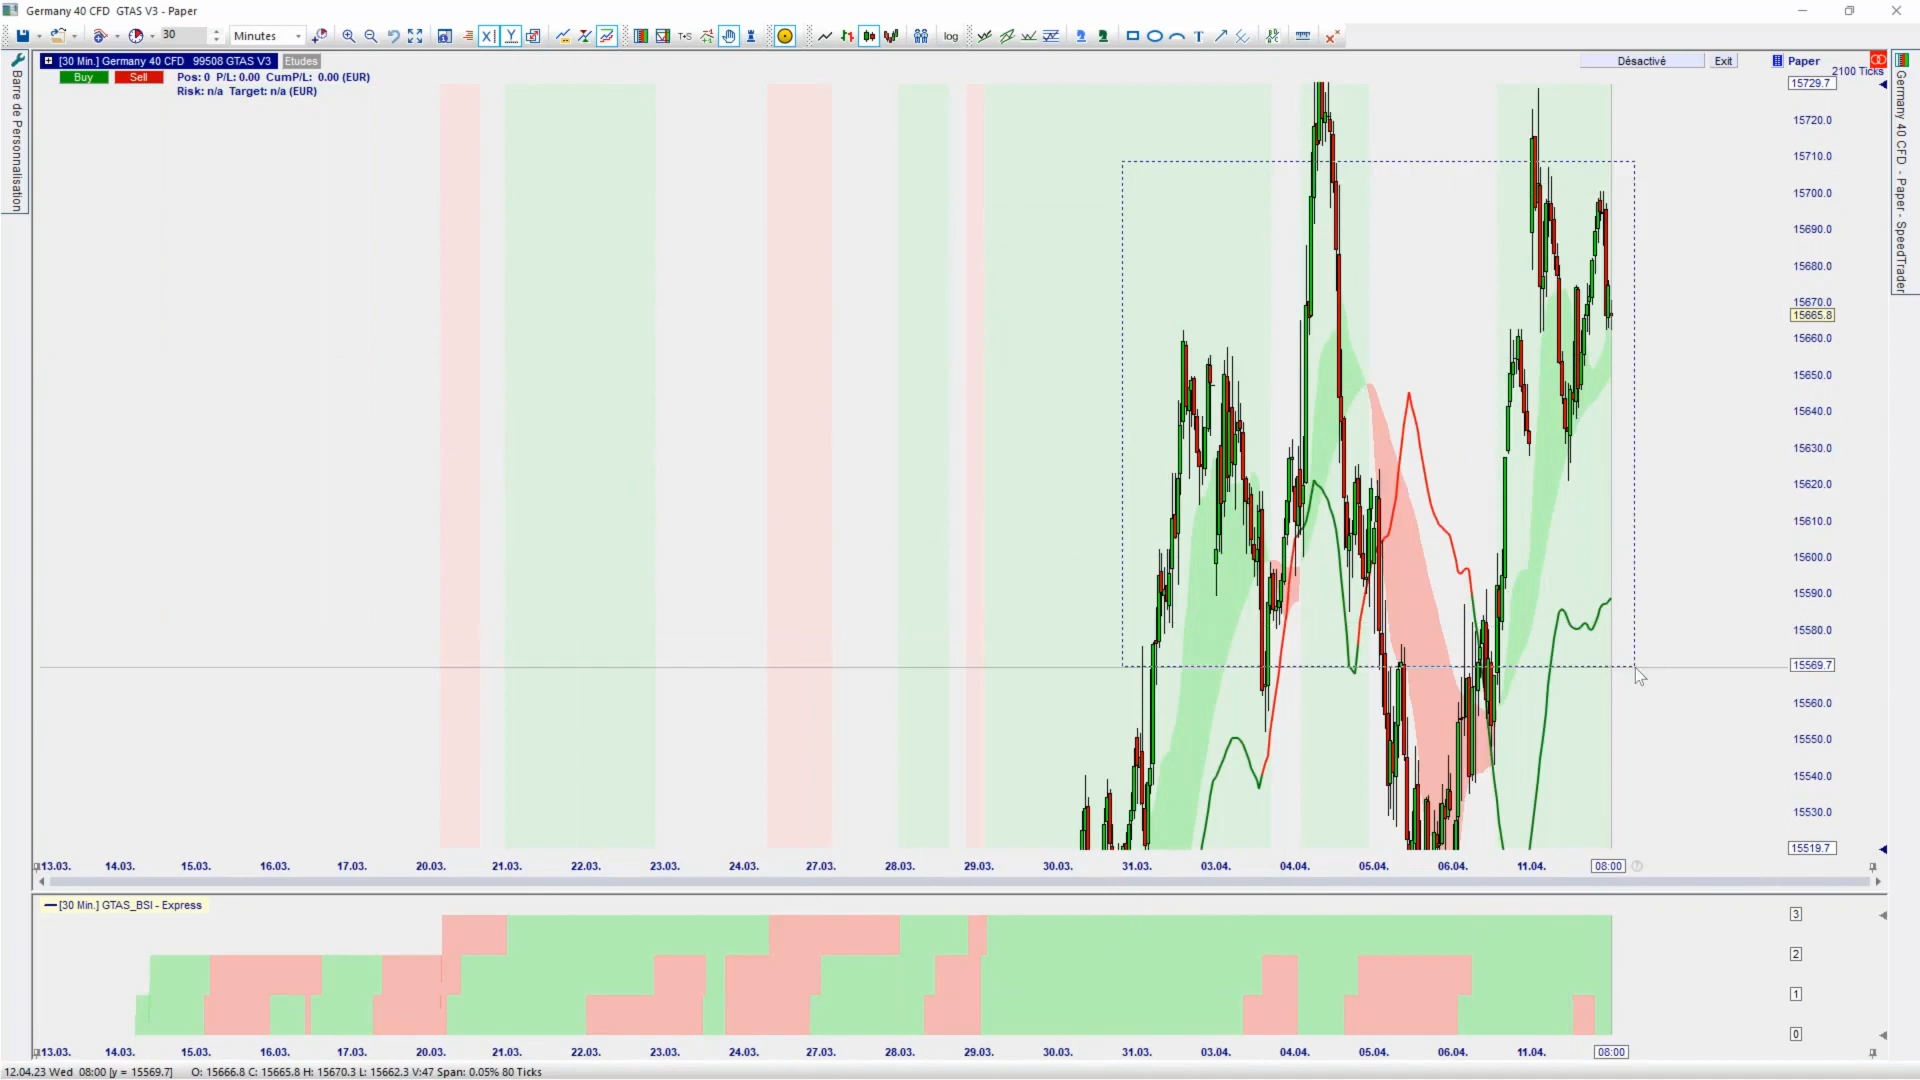 Germany 40 CFD  GTAS V3 - Paper
30 Minutes T+S log
[30 Min.] Germany 40 CFD  99508 GTAS V3 Etudes
Désactivé Exit Paper
2100 Ticks
Buy Sell Pos: 0  P/L: 0.00  CumP/L:  0.00 (EUR)
Risk: n/a  Target: n/a (EUR)
Barre de Personnalisation
Germany 40 CFD - Paper - SpeedTrader
15729.7
15720.0
15710.0
15700.0
15690.0
15680.0
15670.0
15665.8
15660.0
15650.0
15640.0
15630.0
15620.0
15610.0
15600.0
15590.0
15580.0
15569.7
15560.0
15550.0
15540.0
15530.0
15519.7
13.03. 14.03. 15.03. 16.03. 17.03. 20.03. 21.03. 22.03. 23.03. 24.03. 27.03. 28.03. 29.03. 30.03. 31.03. 03.04. 04.04. 05.04. 06.04. 11.04. 08:00
[30 Min.] GTAS_BSI - Express
3
2
1
0
13.03. 14.03. 15.03. 16.03. 17.03. 20.03. 21.03. 22.03. 23.03. 24.03. 27.03. 28.03. 29.03. 30.03. 31.03. 03.04. 04.04. 05.04. 06.04. 11.04. 08:00
12.04.23 Wed  08:00 [y = 15569.7] O: 15666.8 C: 15665.8 H: 15670.3 L: 15662.3 V:47 Span: 0.05% 80 Ticks